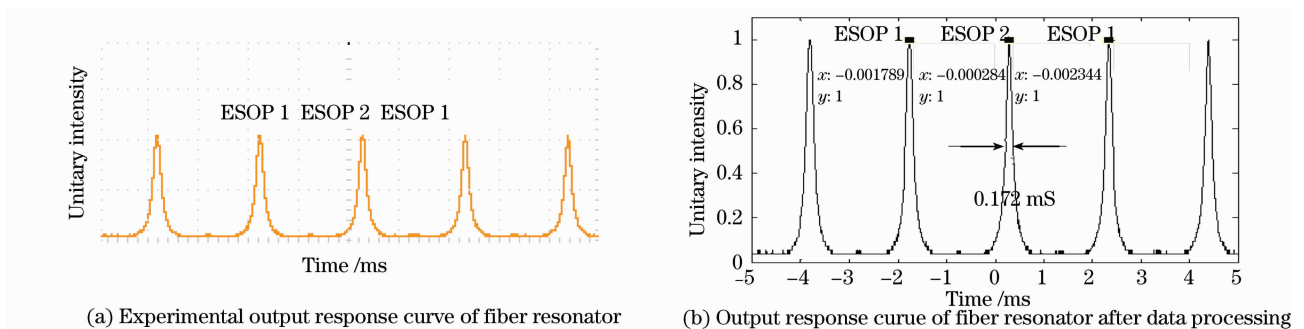 Unitary intensity
ESOP 1 ESOP 2 ESOP 1
Time /ms
(a) Experimental output response curve of fiber resonator
Unitary intensity
1
0.8
0.6
0.4
0.2
0
ESOP 1 ESOP 2 ESOP 1
x: -0.001789 x: -0.000284 x: -0.002344
y: 1 y: 1 y: 1
0.172 mS
−5 −4 −3 −2 −1 0 1 2 3 4 5
Time /ms
(b) Output response curue of fiber resonator after data processing